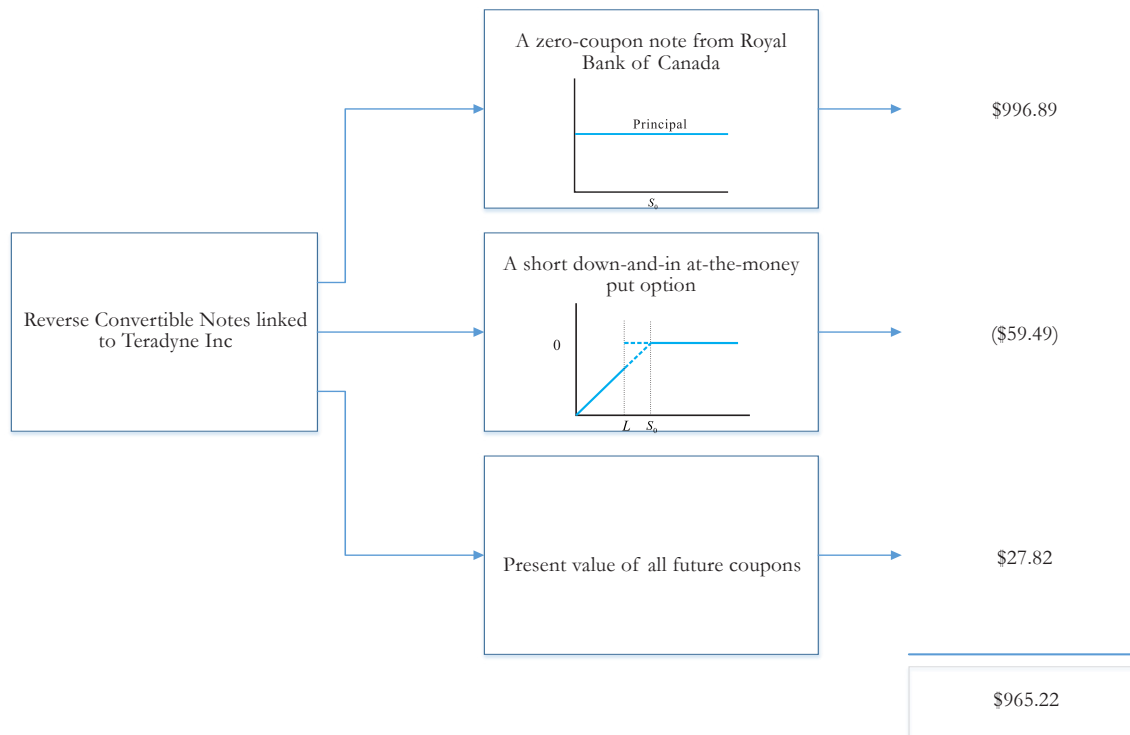 A zero-coupon note from Royal
Bank of Canada
Principal
S₀
$996.89
Reverse Convertible Notes linked
to Teradyne Inc
A short down-and-in at-the-money
put option
0
L S₀
($59.49)
Present value of all future coupons
$27.82
$965.22